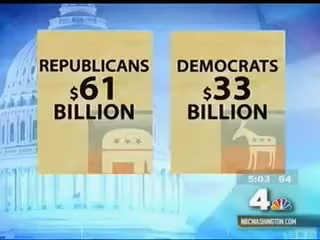 REPUBLICANS
$61
BILLION
DEMOCRATS
$33
BILLION
5:03 64
4
NBCWASHINGTON.COM